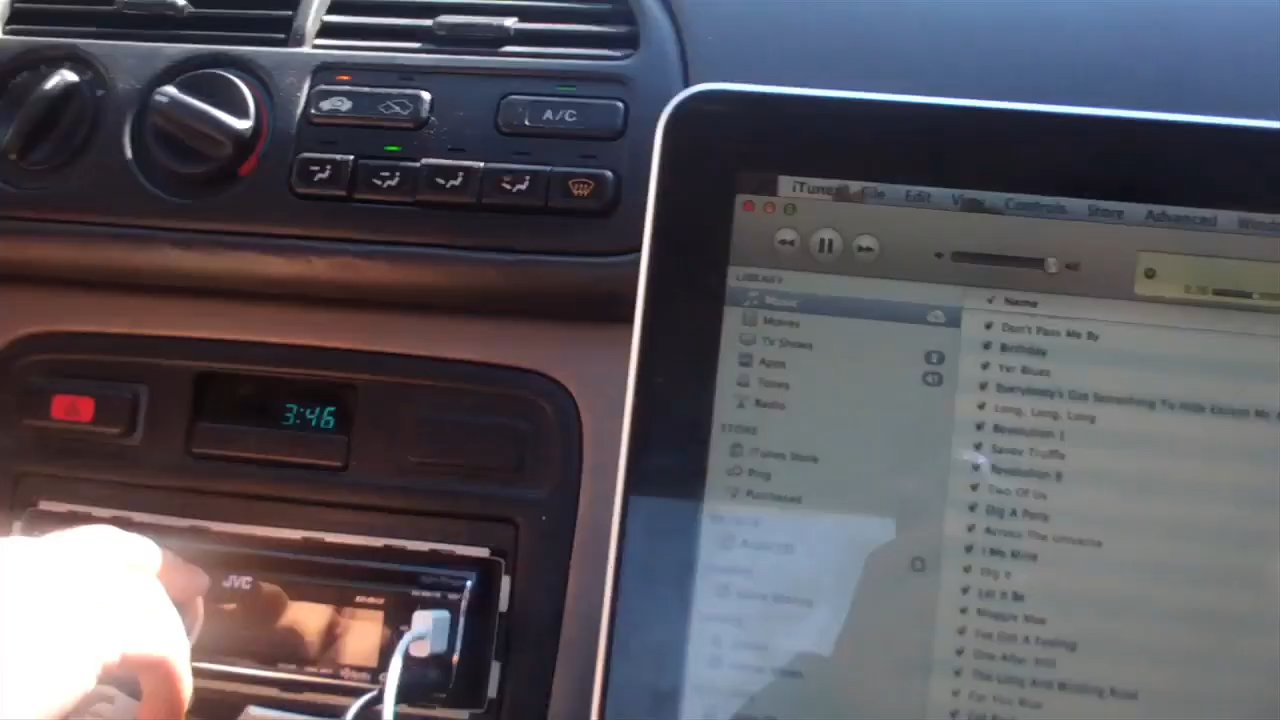 A/C
3:46
JVC
iTunes File Edit View Controls Store Advanced
LIBRARY
Music
Movies
TV Shows
Apps
Tones
Radio
STORE
iTunes Store
Ping
Purchased
Name
Don't Pass Me By
Birthday
Yer Blues
Everybody's Got Something To Hide Except Me
Long, Long, Long
Revolution 1
Savoy Truffle
Revolution 9
Two Of Us
Dig A Pony
Across The Universe
I Me Mine
Dig It
Let It Be
Maggie Mae
I've Got A Feeling
One After 909
The Long And Winding Road
For You Blue
Get Back